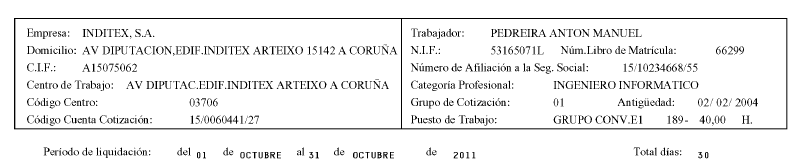 Empresa: INDITEX, S.A.
Domicilio: AV DIPUTACION,EDIF.INDITEX ARTEIXO 15142 A CORUÑA
C.I.F.: A15075062
Centro de Trabajo: AV DIPUTAC.EDIF.INDITEX ARTEIXO A CORUÑA
Código Centro: 03706
Código Cuenta Cotización: 15/0060441/27
Trabajador: PEDREIRA ANTON MANUEL
N.I.F.: 53165071L Núm.Libro de Matrícula: 66299
Número de Afiliación a la Seg. Social: 15/10234668/55
Categoría Profesional: INGENIERO INFORMATICO
Grupo de Cotización: 01 Antigüedad: 02/ 02/ 2004
Puesto de Trabajo: GRUPO CONV.E1 189- 40,00 H.
Período de liquidación: del 01 de OCTUBRE al 31 de OCTUBRE de 2011 Total días: 30